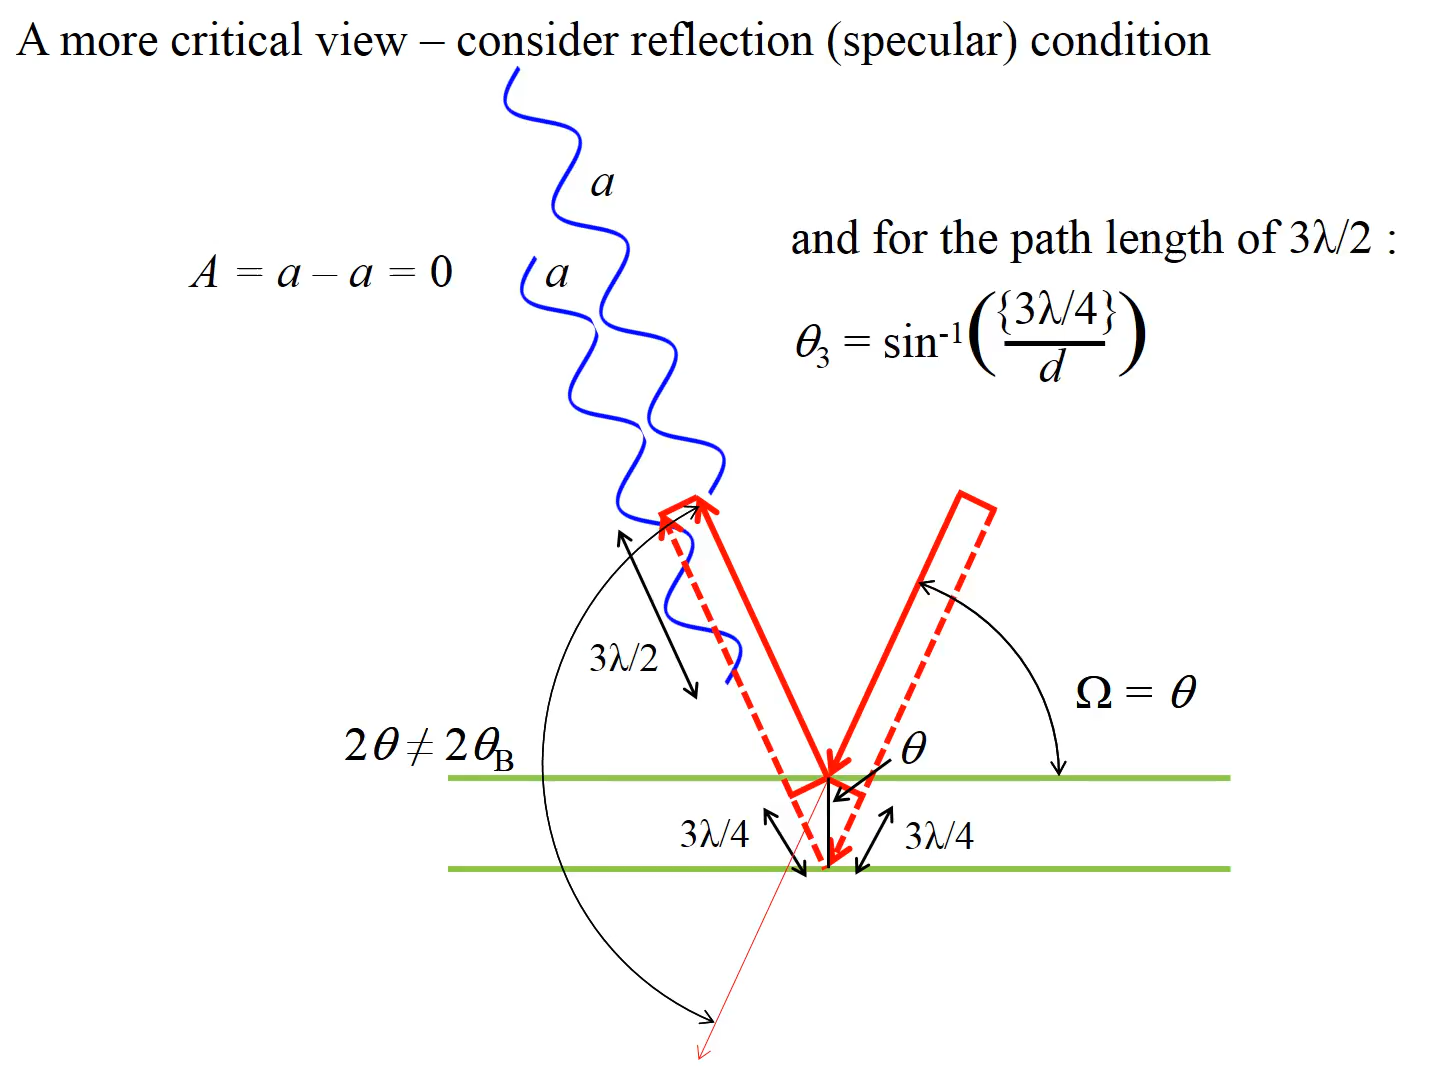 A more critical view – consider reflection (specular) condition
a
and for the path length of 3λ/2 :
A = a – a = 0
a
θ3 = sin-1({3λ/4}/d)
3λ/2
Ω = θ
2θ ≠ 2θB
θ
3λ/4
3λ/4